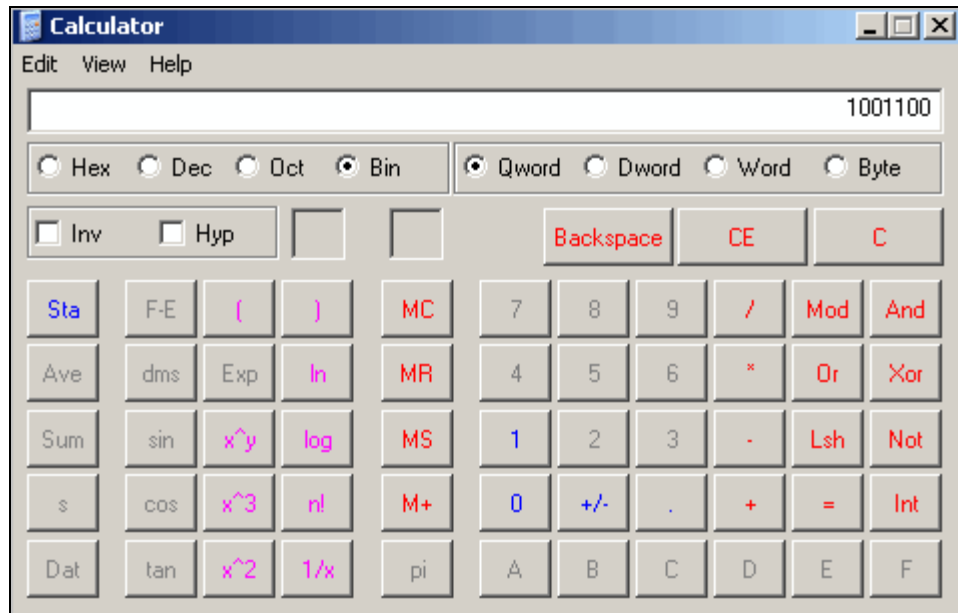 Calculator
Edit View Help
1001100
Hex Dec Oct Bin Qword Dword Word Byte
Inv Hyp Backspace CE C
Sta F-E ( ) MC 7 8 9 / Mod And
Ave dms Exp ln MR 4 5 6 * Or Xor
Sum sin x^y log MS 1 2 3 - Lsh Not
s cos x^3 n! M+ 0 +/- . + = Int
Dat tan x^2 1/x pi A B C D E F